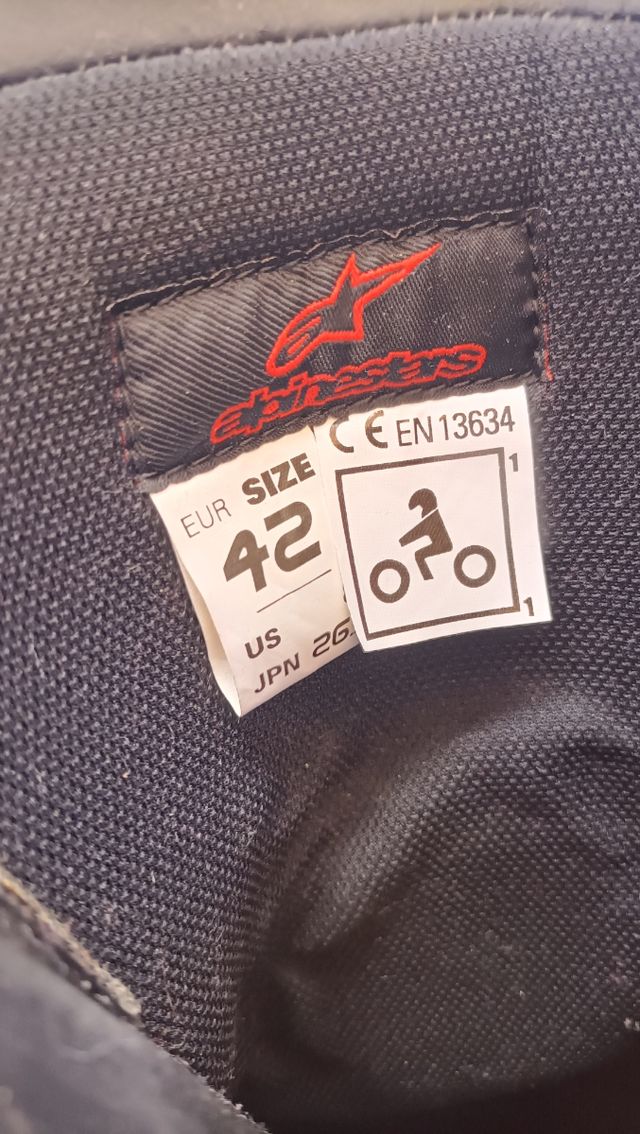 alpinestars
EUR SIZE
42
US
JPN
CE EN 13634
1
1